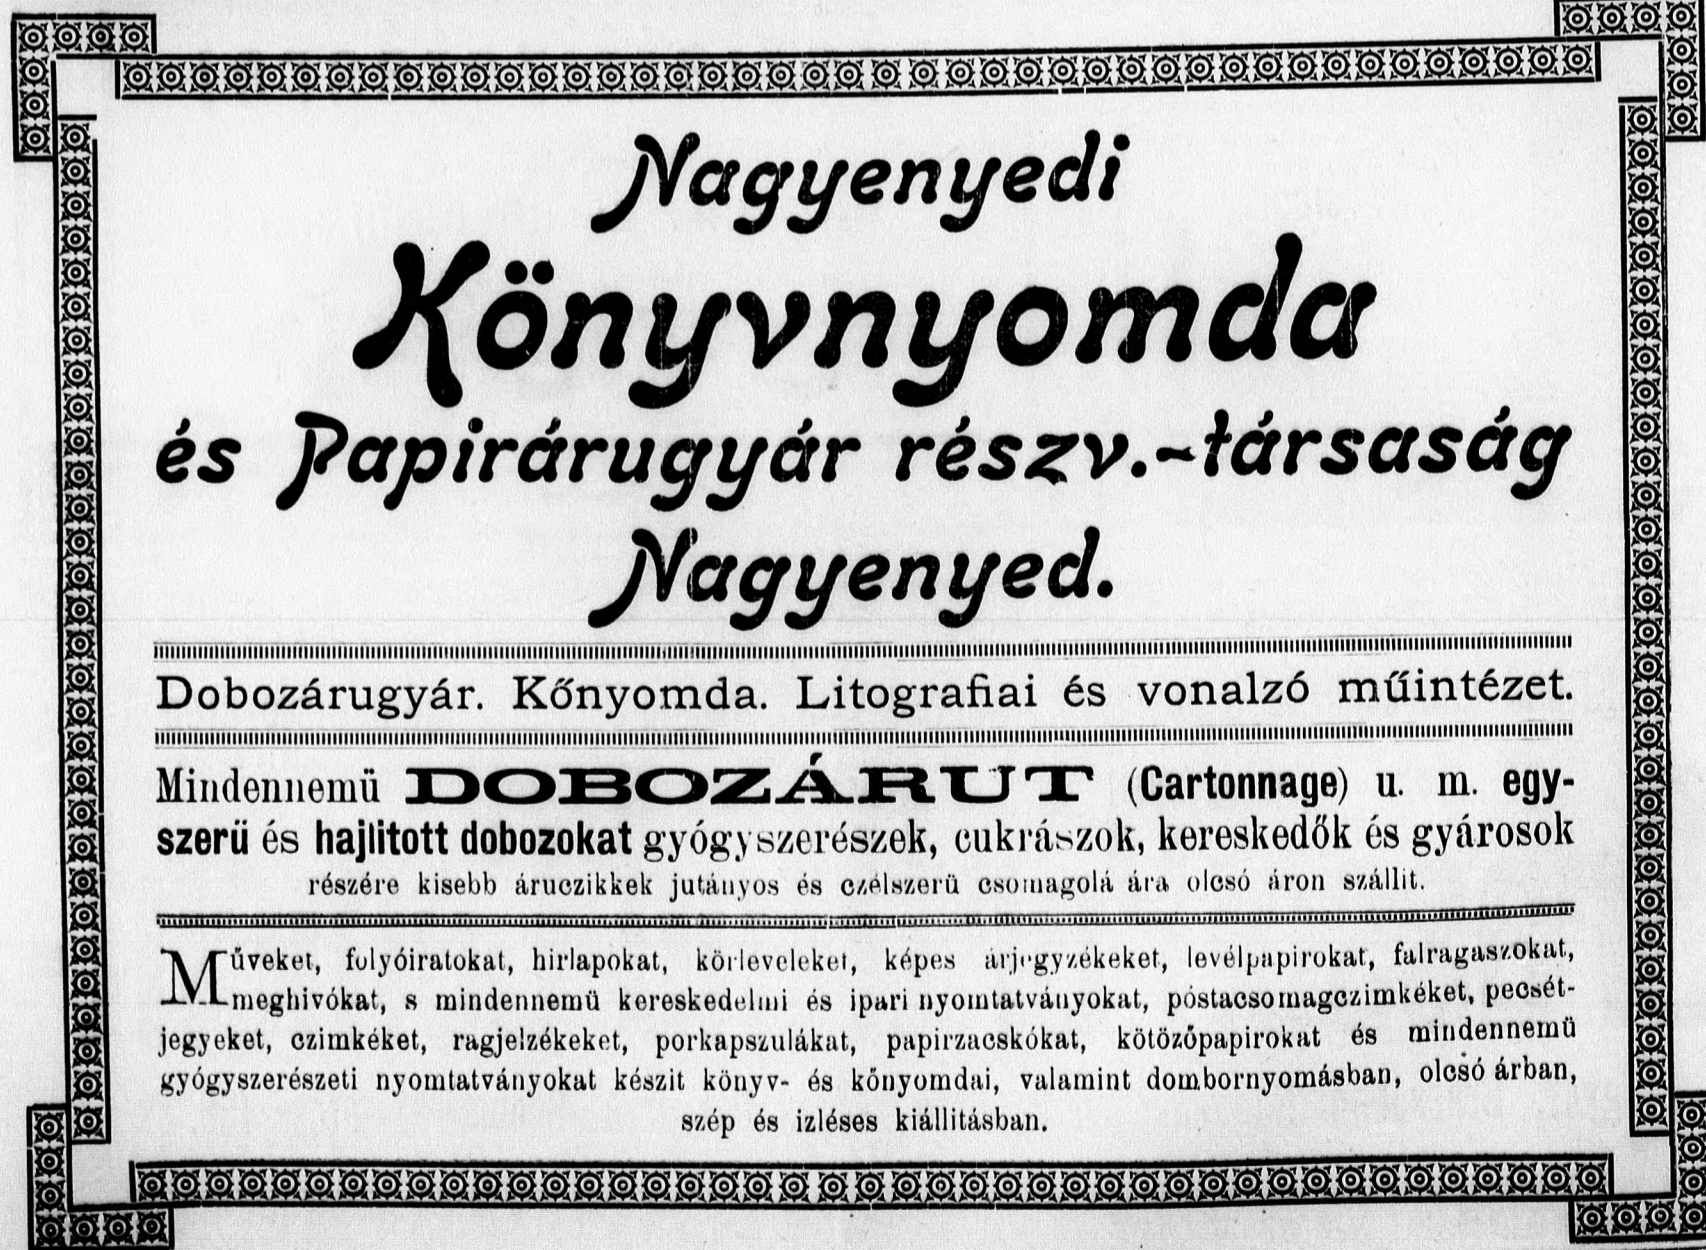 Nagyenyedi
Könyvnyomda
és Papirárugyár részv.-társaság
Nagyenyed.
Dobozárugyár. Kőnyomda. Litografiai és vonalzó műintézet.
Mindennemü DOBOZÁRUT (Cartonnage) u. m. egy-
szerü és hajlitott dobozokat gyógyszerészek, cukrászok, kereskedők és gyárosok
részére kisebb áruczikkek jutányos és czélszerü csomagolá ára olcsó áron szállit.
Műveket, folyóiratokat, hirlapokat, körleveleket, képes árjegyzékeket, levélpapirokat, falragaszokat,
meghivókat, s mindennemü kereskedelmi és ipari nyomtatványokat, póstacsomagczimkéket, pecsét-
jegyeket, czimkéket, ragjelzékeket, porkapszulákat, papirzacskókat, kötözőpapirokat és mindennemü
gyógyszerészeti nyomtatványokat készit könyv- és kőnyomdai, valamint dombornyomásban, olcsó árban,
szép és izléses kiállitásban.